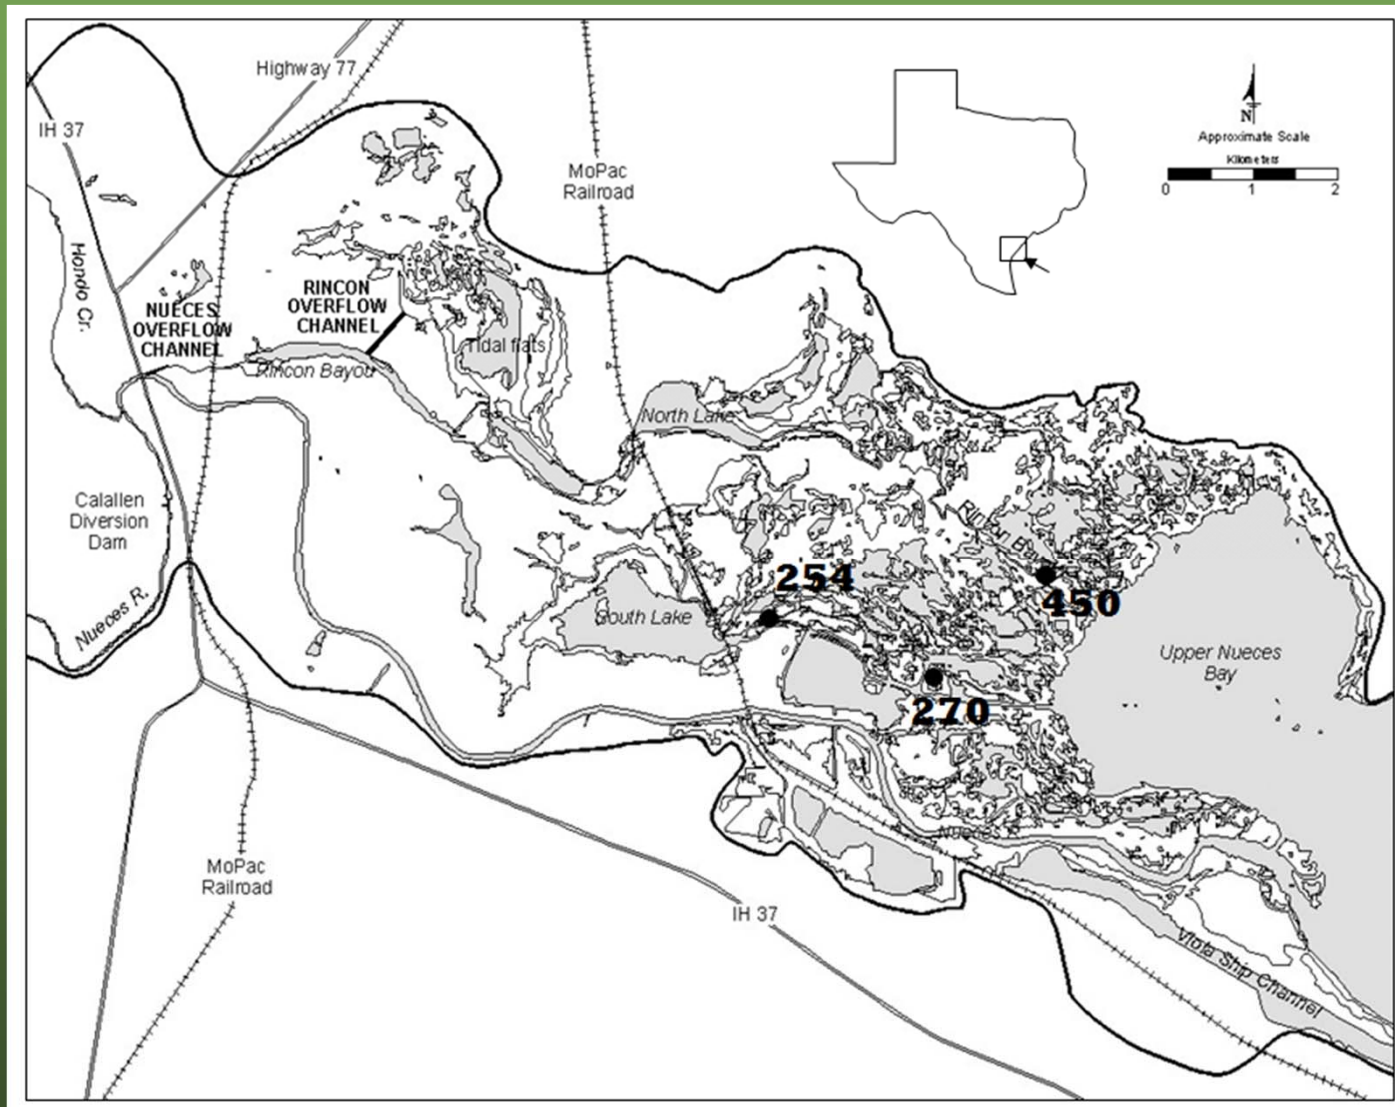 Highway 77
IH 37
MoPac
Railroad
N
Approximate Scale
Kilometers
0 1 2
Hondo Cr.
NUECES
OVERFLOW
CHANNEL
RINCON
OVERFLOW
CHANNEL
Tidal flats
Rincon Bayou
North Lake
Calallen
Diversion
Dam
Nueces R.
254
South Lake
450
270
Upper Nueces
Bay
Nueces
MoPac
Railroad
IH 37
Viola Ship Channel